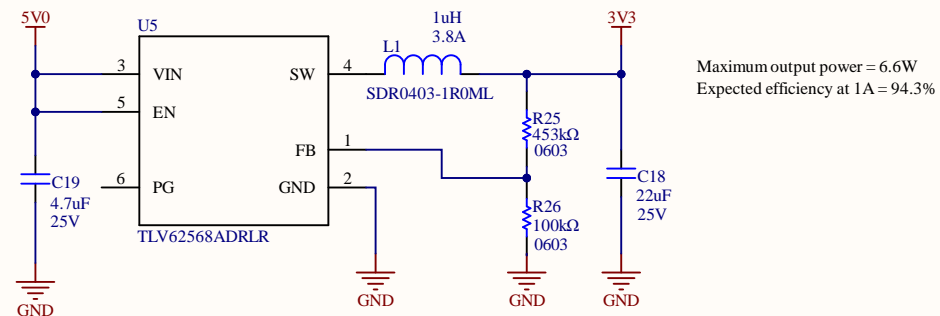 5V0
U5
1uH
3.8A
3V3
L1
3
VIN
SW
4
SDR0403-1R0ML
Maximum output power = 6.6W
Expected efficiency at 1A = 94.3%
5
EN
R25
453kΩ
0603
FB
1
6
PG
GND
2
C19
4.7uF
25V
R26
100kΩ
0603
C18
22uF
25V
TLV62568ADRLR
GND
GND
GND
GND